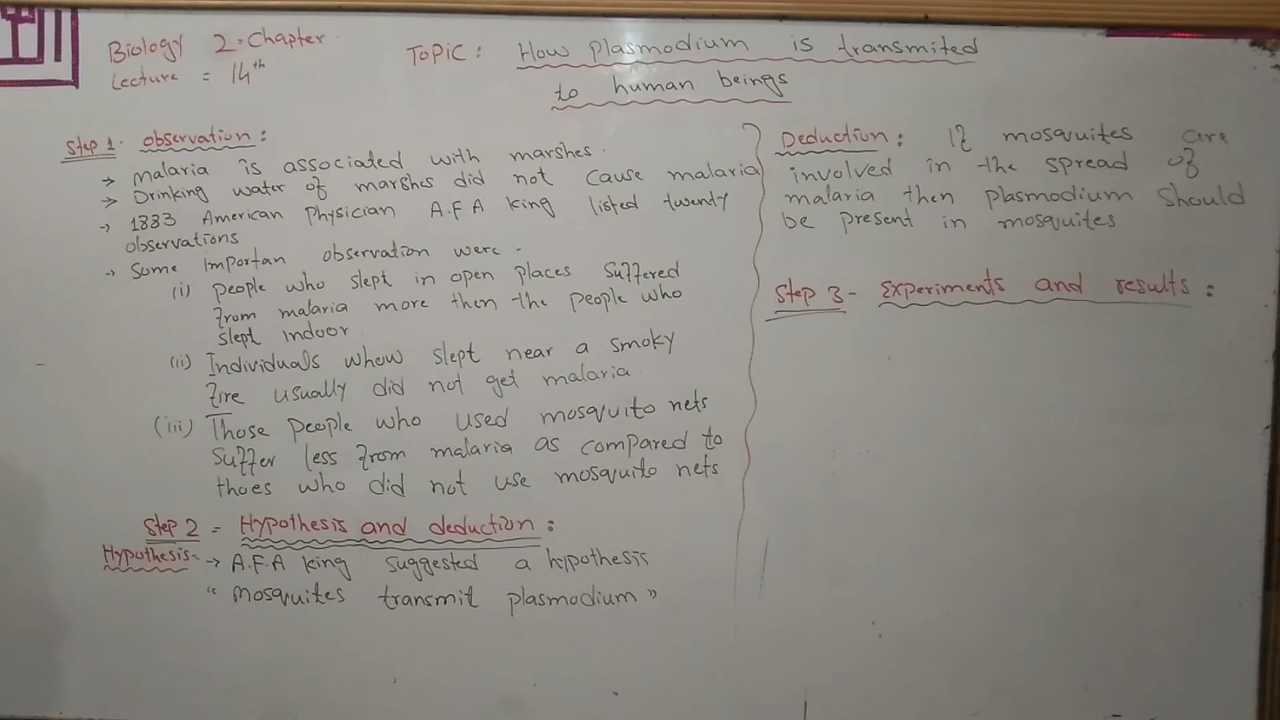 Biology 2. Chapter
Lecture = 14th
Topic: How plasmodium is transmited
to human beings
Step 1. observation:
→ malaria is associated with marshes.
→ Drinking water of marshes did not cause malaria
→ 1883 American Physician A.F.A king listed twenty
observations
→ Some Importan observation were -
(i) people who slept in open places suffered
from malaria more then the people who
slept indoor
(ii) Individuals whow slept near a smoky
fire usually did not get malaria
(iii) Those people who used mosquito nets
suffer less from malaria as compared to
thoes who did not use mosquito nets
Step 2 - Hypothesis and deduction:
Hypothesis- → A.F.A king suggested a hypothesis
" mosquites transmit plasmodium "
Deduction: If mosquites are
involved in the spread of
malaria then plasmodium should
be present in mosquites
Step 3 - Experiments and results: